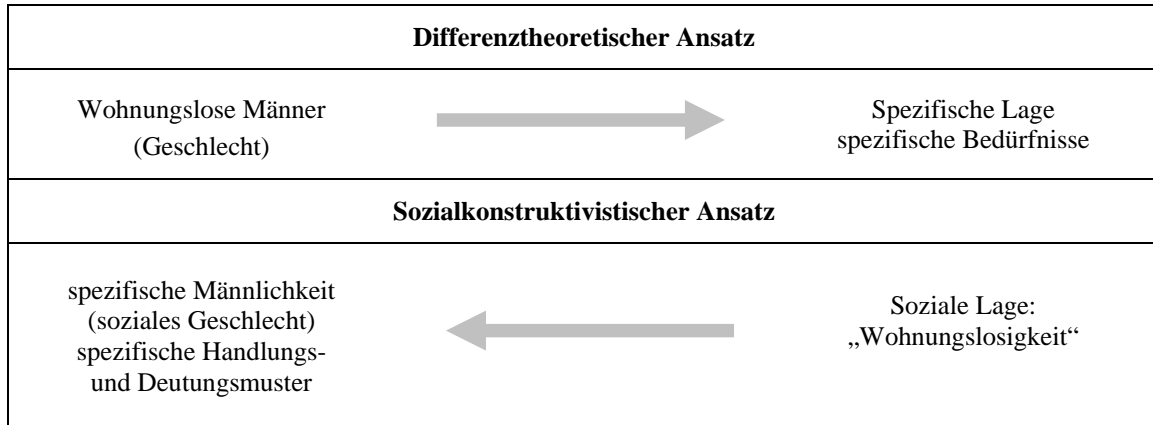 Differenztheoretischer Ansatz
Wohnungslose Männer
(Geschlecht)
Spezifische Lage
spezifische Bedürfnisse
Sozialkonstruktivistischer Ansatz
spezifische Männlichkeit
(soziales Geschlecht)
spezifische Handlungs-
und Deutungsmuster
Soziale Lage:
„Wohnungslosigkeit“